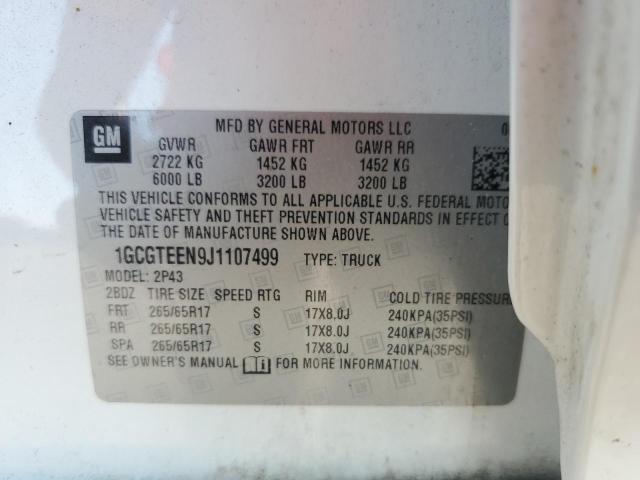 GM
MFD BY GENERAL MOTORS LLC
GVWR GAWR FRT GAWR RR
2722 KG 1452 KG 1452 KG
6000 LB 3200 LB 3200 LB
THIS VEHICLE CONFORMS TO ALL APPLICABLE U.S. FEDERAL MOTOR
VEHICLE SAFETY AND THEFT PREVENTION STANDARDS IN EFFECT
THE DATE OF MANUFACTURE SHOWN ABOVE.
1GCGTEEN9J1107499 TYPE: TRUCK
MODEL: 2P43
2BDZ TIRE SIZE SPEED RTG RIM COLD TIRE PRESSURE
FRT 265/65R17 S 17X8.0J 240KPA(35PSI)
RR 265/65R17 S 17X8.0J 240KPA(35PSI)
SPA 265/65R17 S 17X8.0J 240KPA(35PSI)
SEE OWNER'S MANUAL FOR MORE INFORMATION.